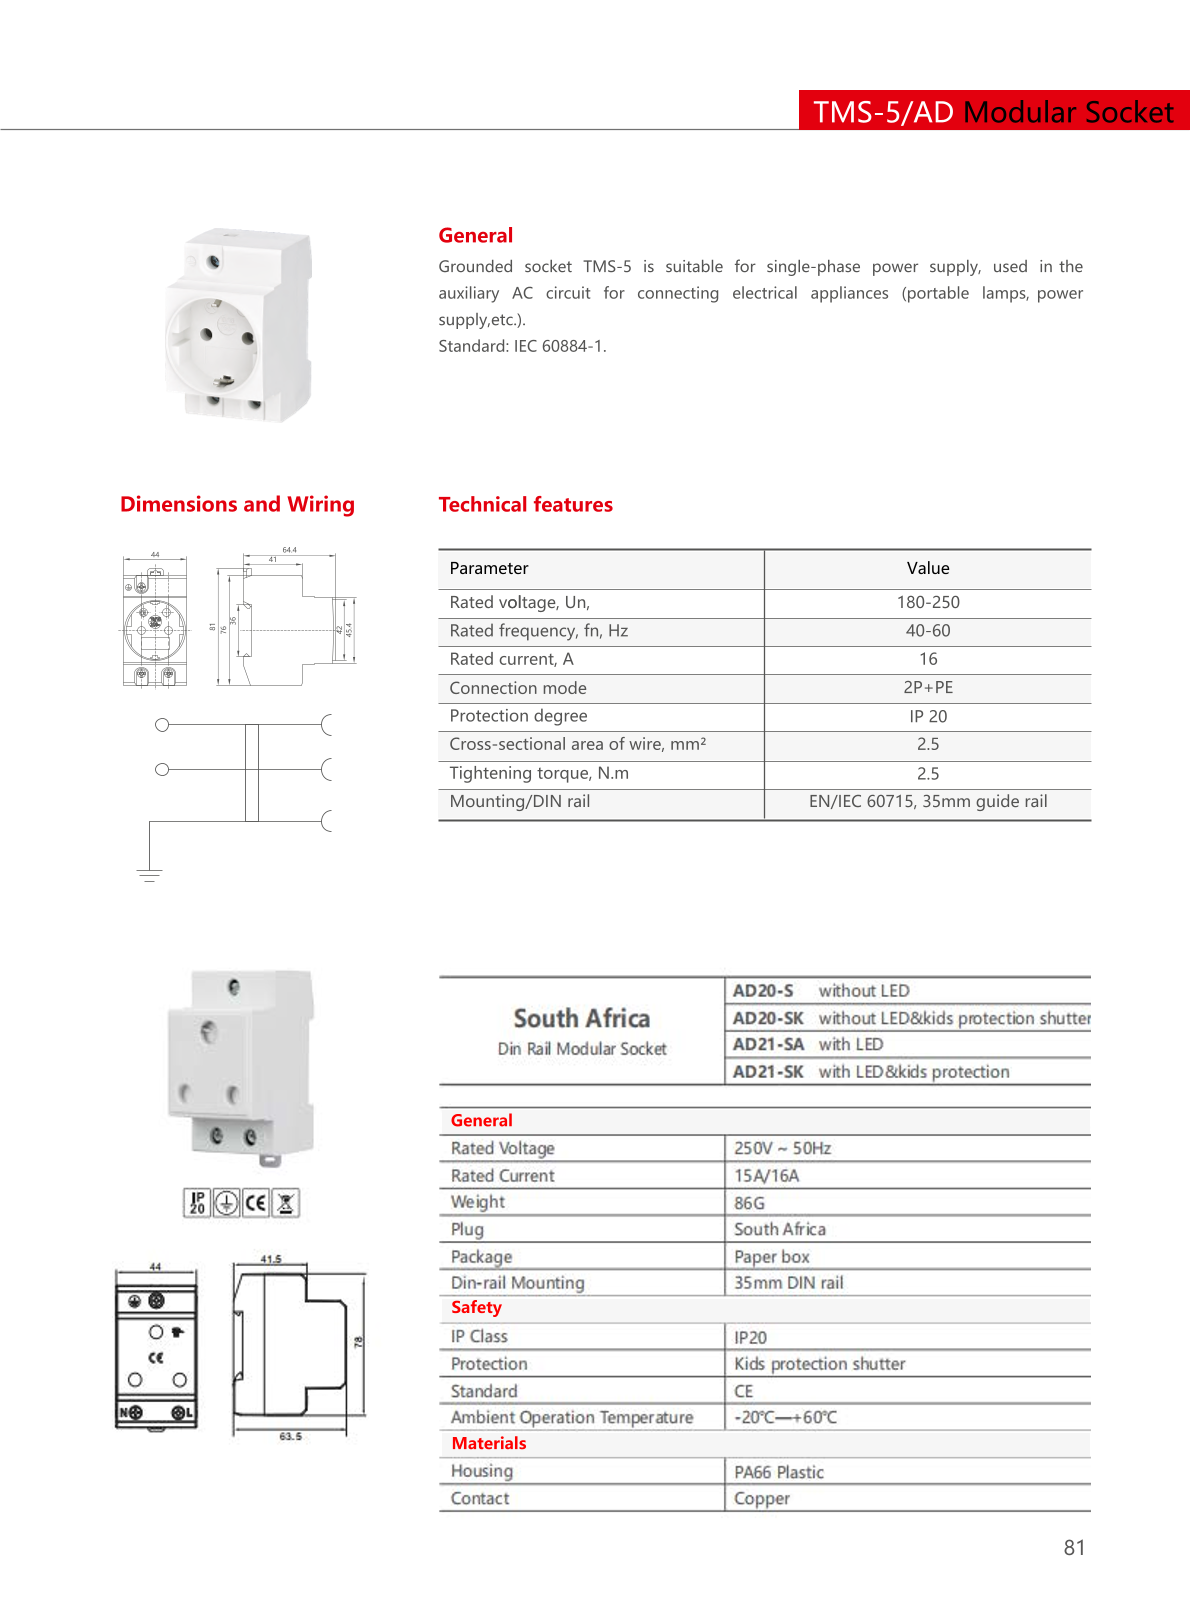 TMS-5/AD Modular Socket
General
Grounded socket TMS-5 is suitable for single-phase power supply, used in the
auxiliary AC circuit for connecting electrical appliances (portable lamps, power
supply,etc.).
Standard: IEC 60884-1.
Dimensions and Wiring
44
64.4
41
81
76
36
42
45.4
Technical features
Parameter Value
Rated voltage, Un, 180-250
Rated frequency, fn, Hz 40-60
Rated current, A 16
Connection mode 2P+PE
Protection degree IP 20
Cross-sectional area of wire, mm² 2.5
Tightening torque, N.m 2.5
Mounting/DIN rail EN/IEC 60715, 35mm guide rail
IP
20
CE
44
41.5
78
63.5
CE
N L
South Africa
Din Rail Modular Socket
AD20-S without LED
AD20-SK without LED&kids protection shutter
AD21-SA with LED
AD21-SK with LED&kids protection
General
Rated Voltage 250V ~ 50Hz
Rated Current 15A/16A
Weight 86G
Plug South Africa
Package Paper box
Din-rail Mounting 35mm DIN rail
Safety
IP Class IP20
Protection Kids protection shutter
Standard CE
Ambient Operation Temperature -20℃—+60℃
Materials
Housing PA66 Plastic
Contact Copper
81